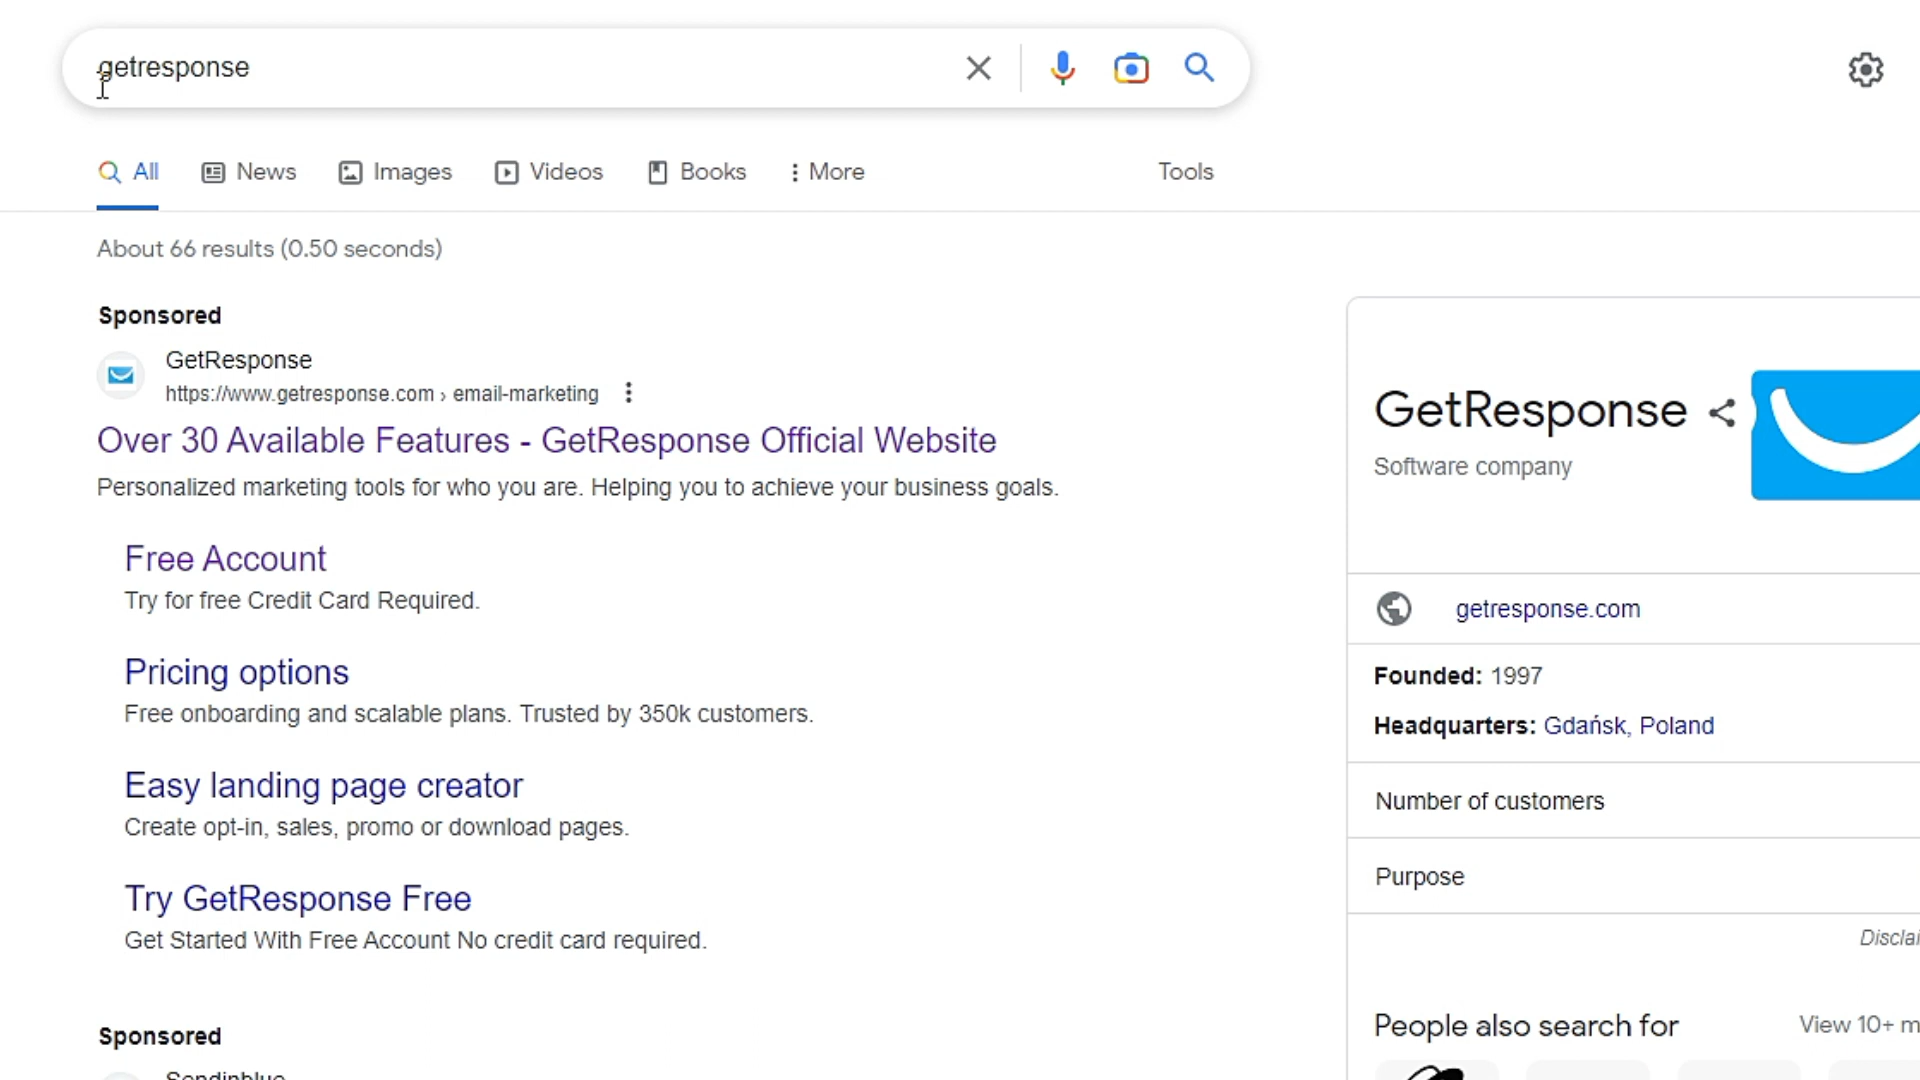 getresponse
All News Images Videos Books More Tools
About 66 results (0.50 seconds)
Sponsored
GetResponse
https://www.getresponse.com › email-marketing
Over 30 Available Features - GetResponse Official Website
Personalized marketing tools for who you are. Helping you to achieve your business goals.
Free Account
Try for free Credit Card Required.
Pricing options
Free onboarding and scalable plans. Trusted by 350k customers.
Easy landing page creator
Create opt-in, sales, promo or download pages.
Try GetResponse Free
Get Started With Free Account No credit card required.
Sponsored
Sendinblue
GetResponse
Software company
getresponse.com
Founded: 1997
Headquarters: Gdańsk, Poland
Number of customers
Purpose
Disclai
People also search for
View 10+ m